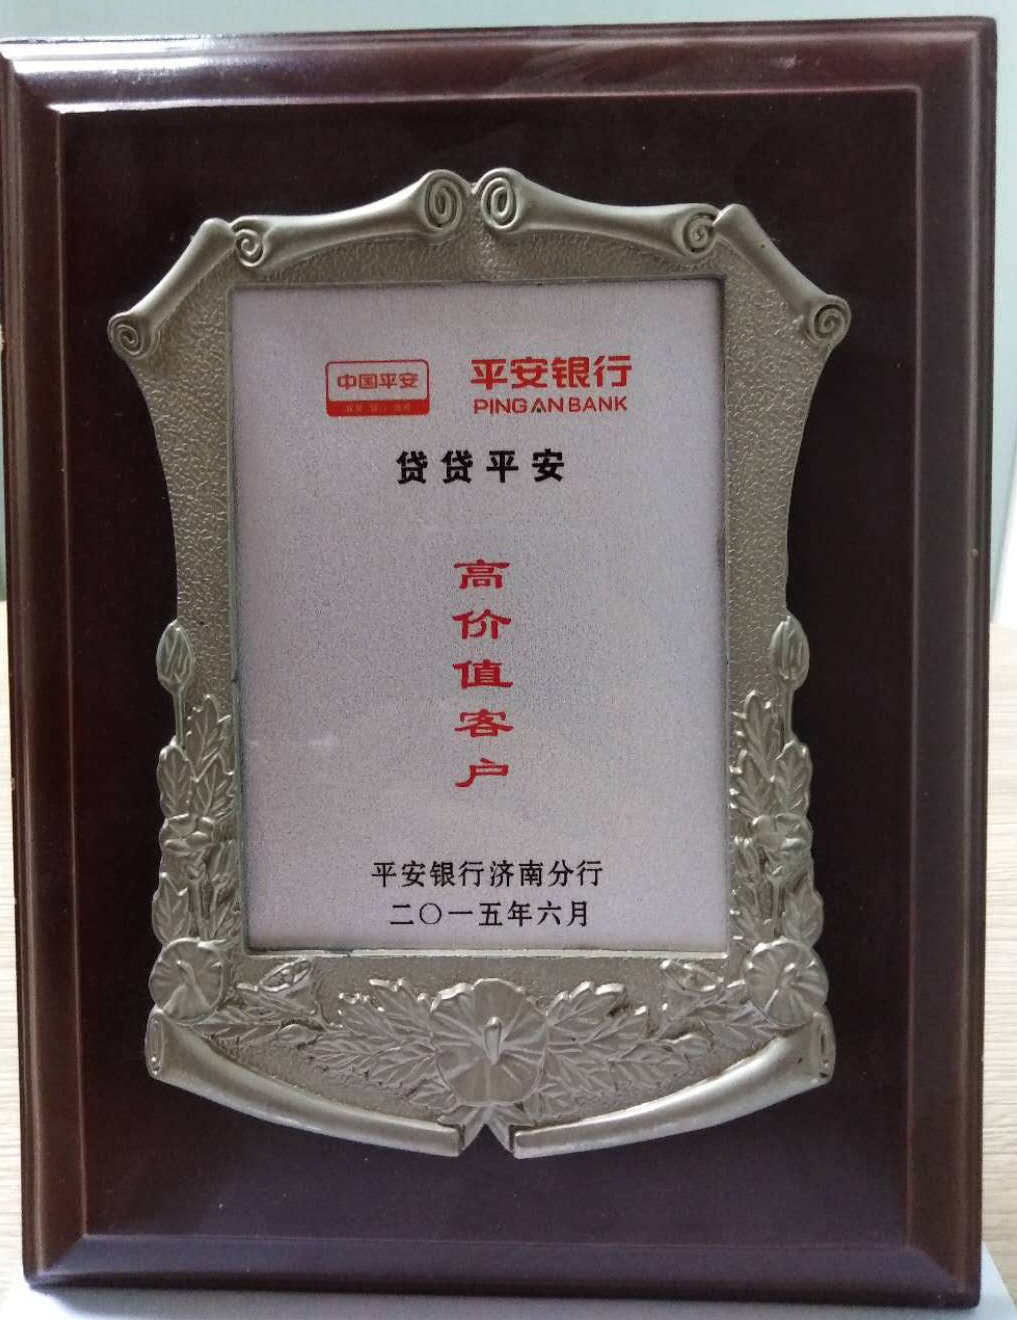 中国平安
平安银行
PING AN BANK
贷贷平安
高
价
值
客
户
平安银行济南分行
二〇一五年六月